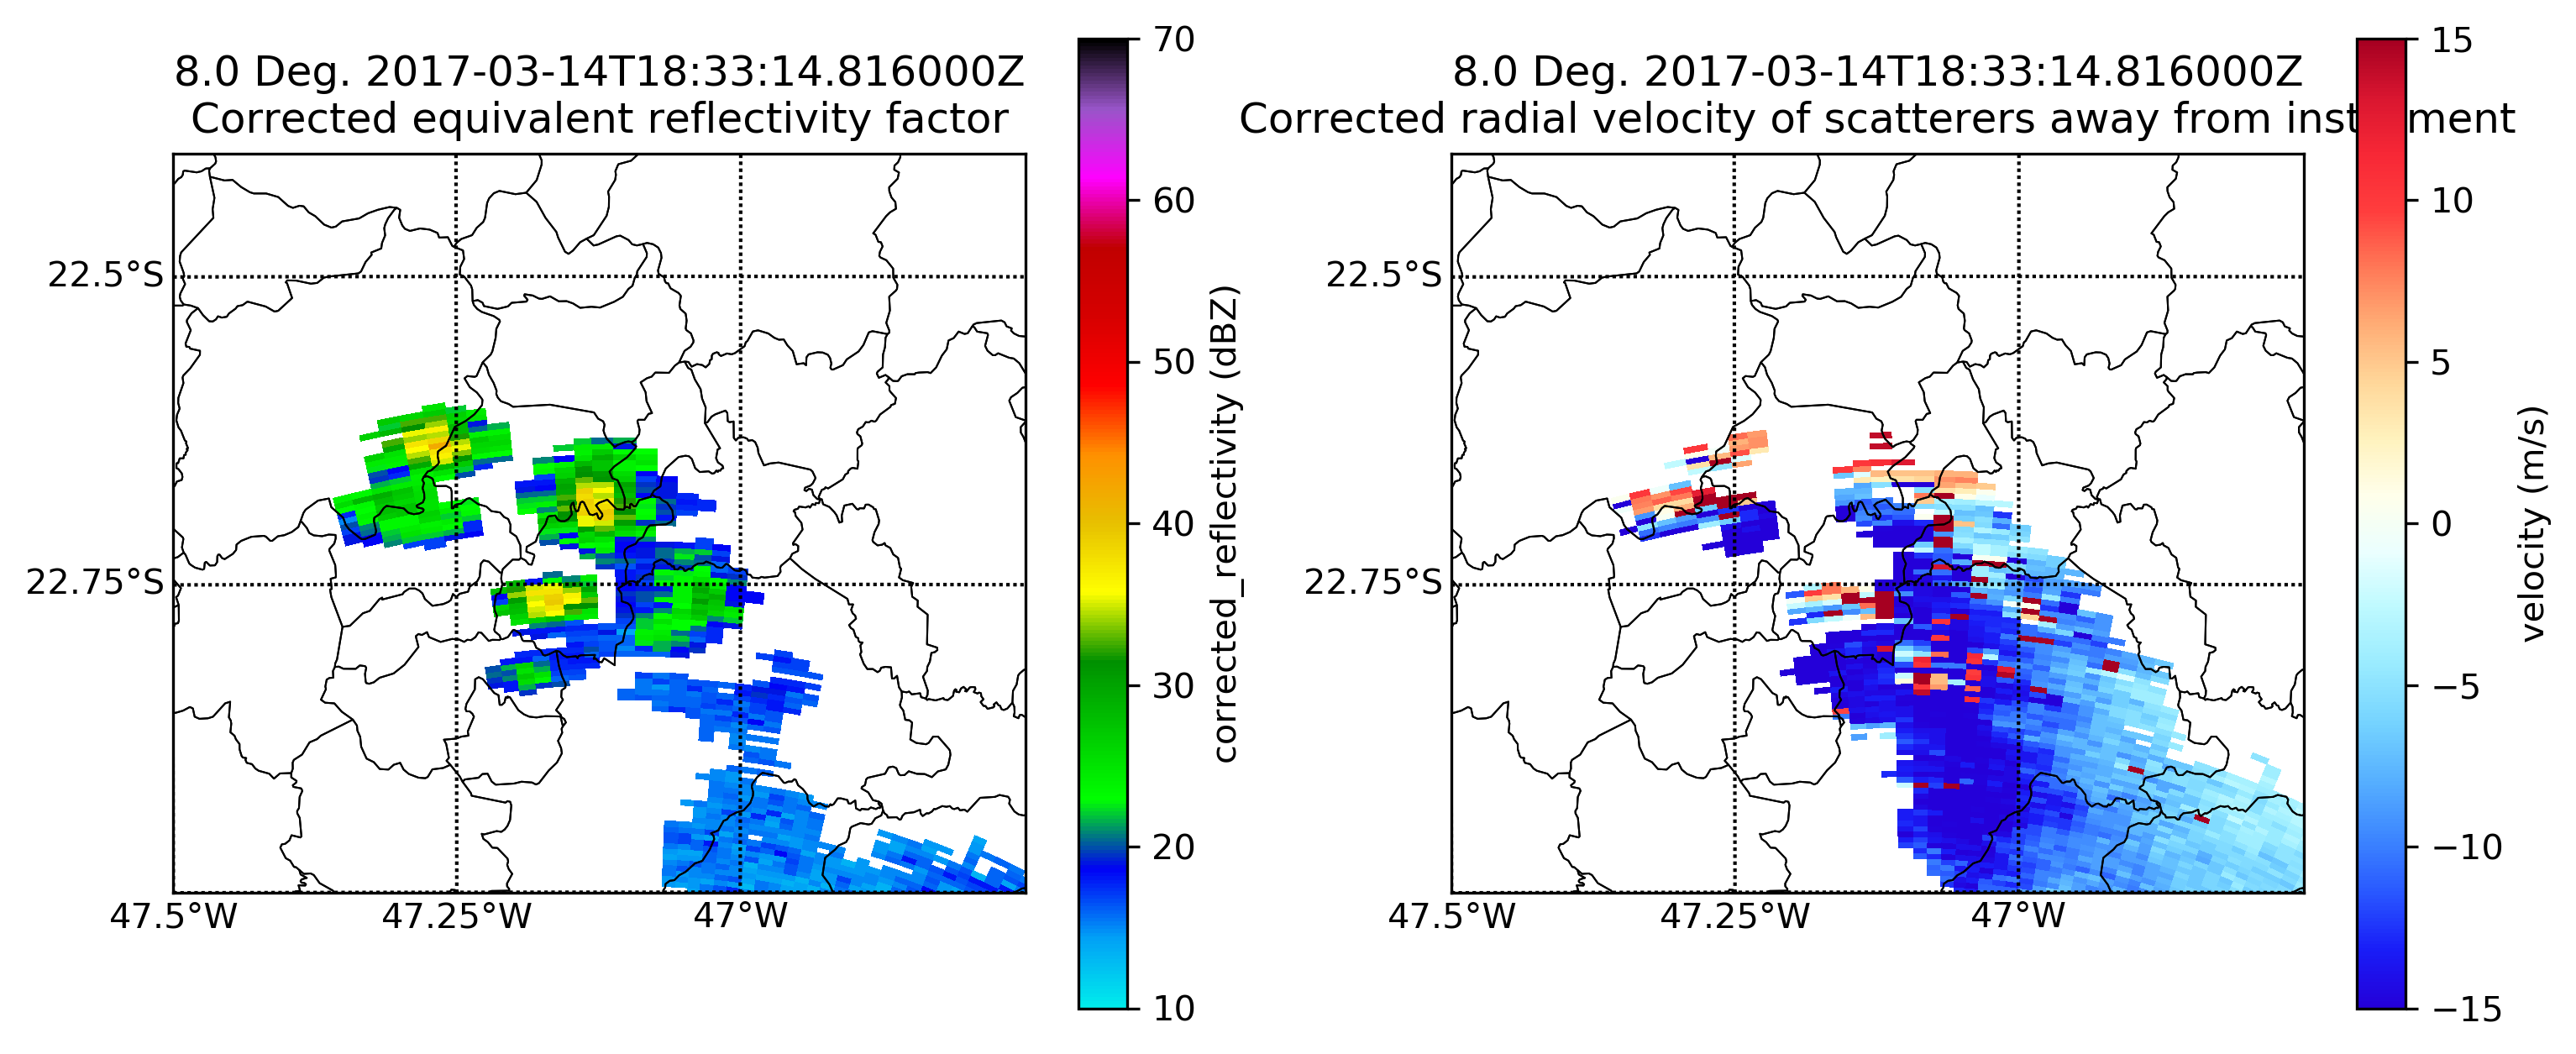 8.0 Deg. 2017-03-14T18:33:14.816000Z
Corrected equivalent reflectivity factor
22.5°S
22.75°S
47.5°W
47.25°W
47°W
70
60
50
40
30
20
10
corrected_reflectivity (dBZ)
8.0 Deg. 2017-03-14T18:33:14.816000Z
Corrected radial velocity of scatterers away from inst ment
22.5°S
22.75°S
47.5°W
47.25°W
47°W
15
10
5
0
−5
−10
−15
velocity (m/s)